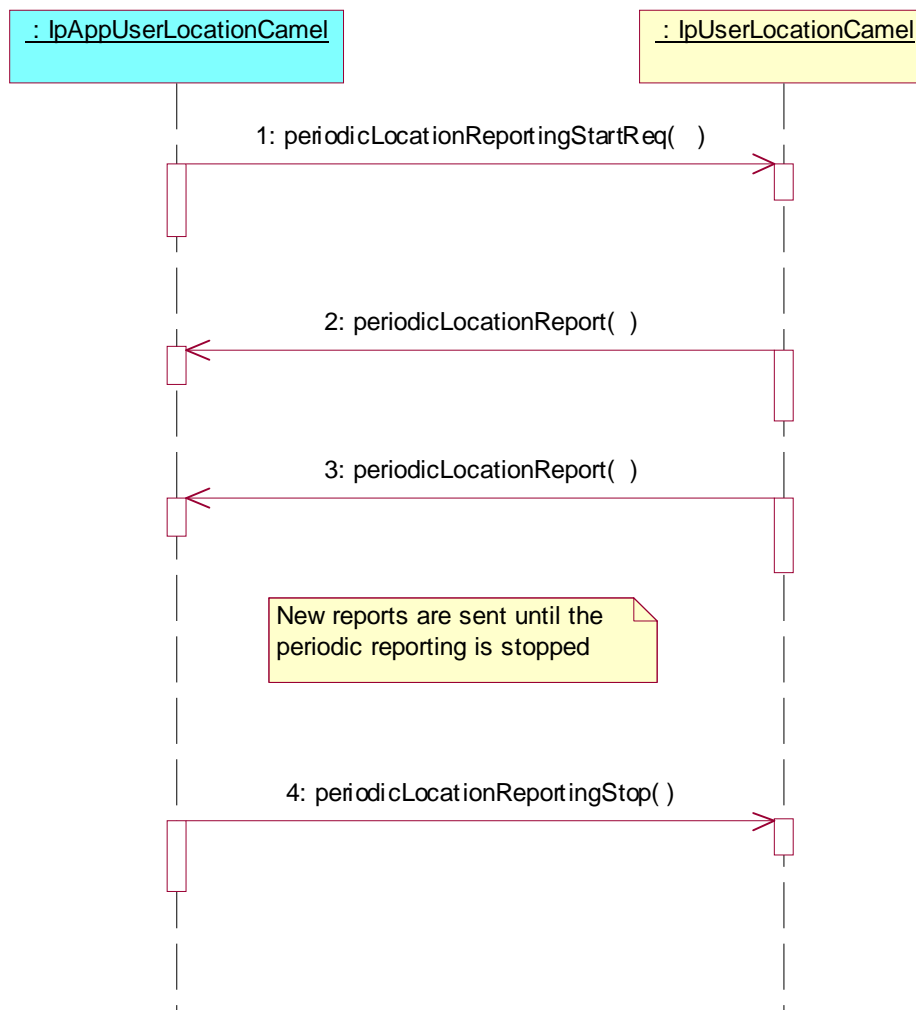 : IpAppUserLocationCamel
: IpUserLocationCamel
1: periodicLocationReportingStartReq( )
2: periodicLocationReport( )
3: periodicLocationReport( )
New reports are sent until the
periodic reporting is stopped
4: periodicLocationReportingStop( )